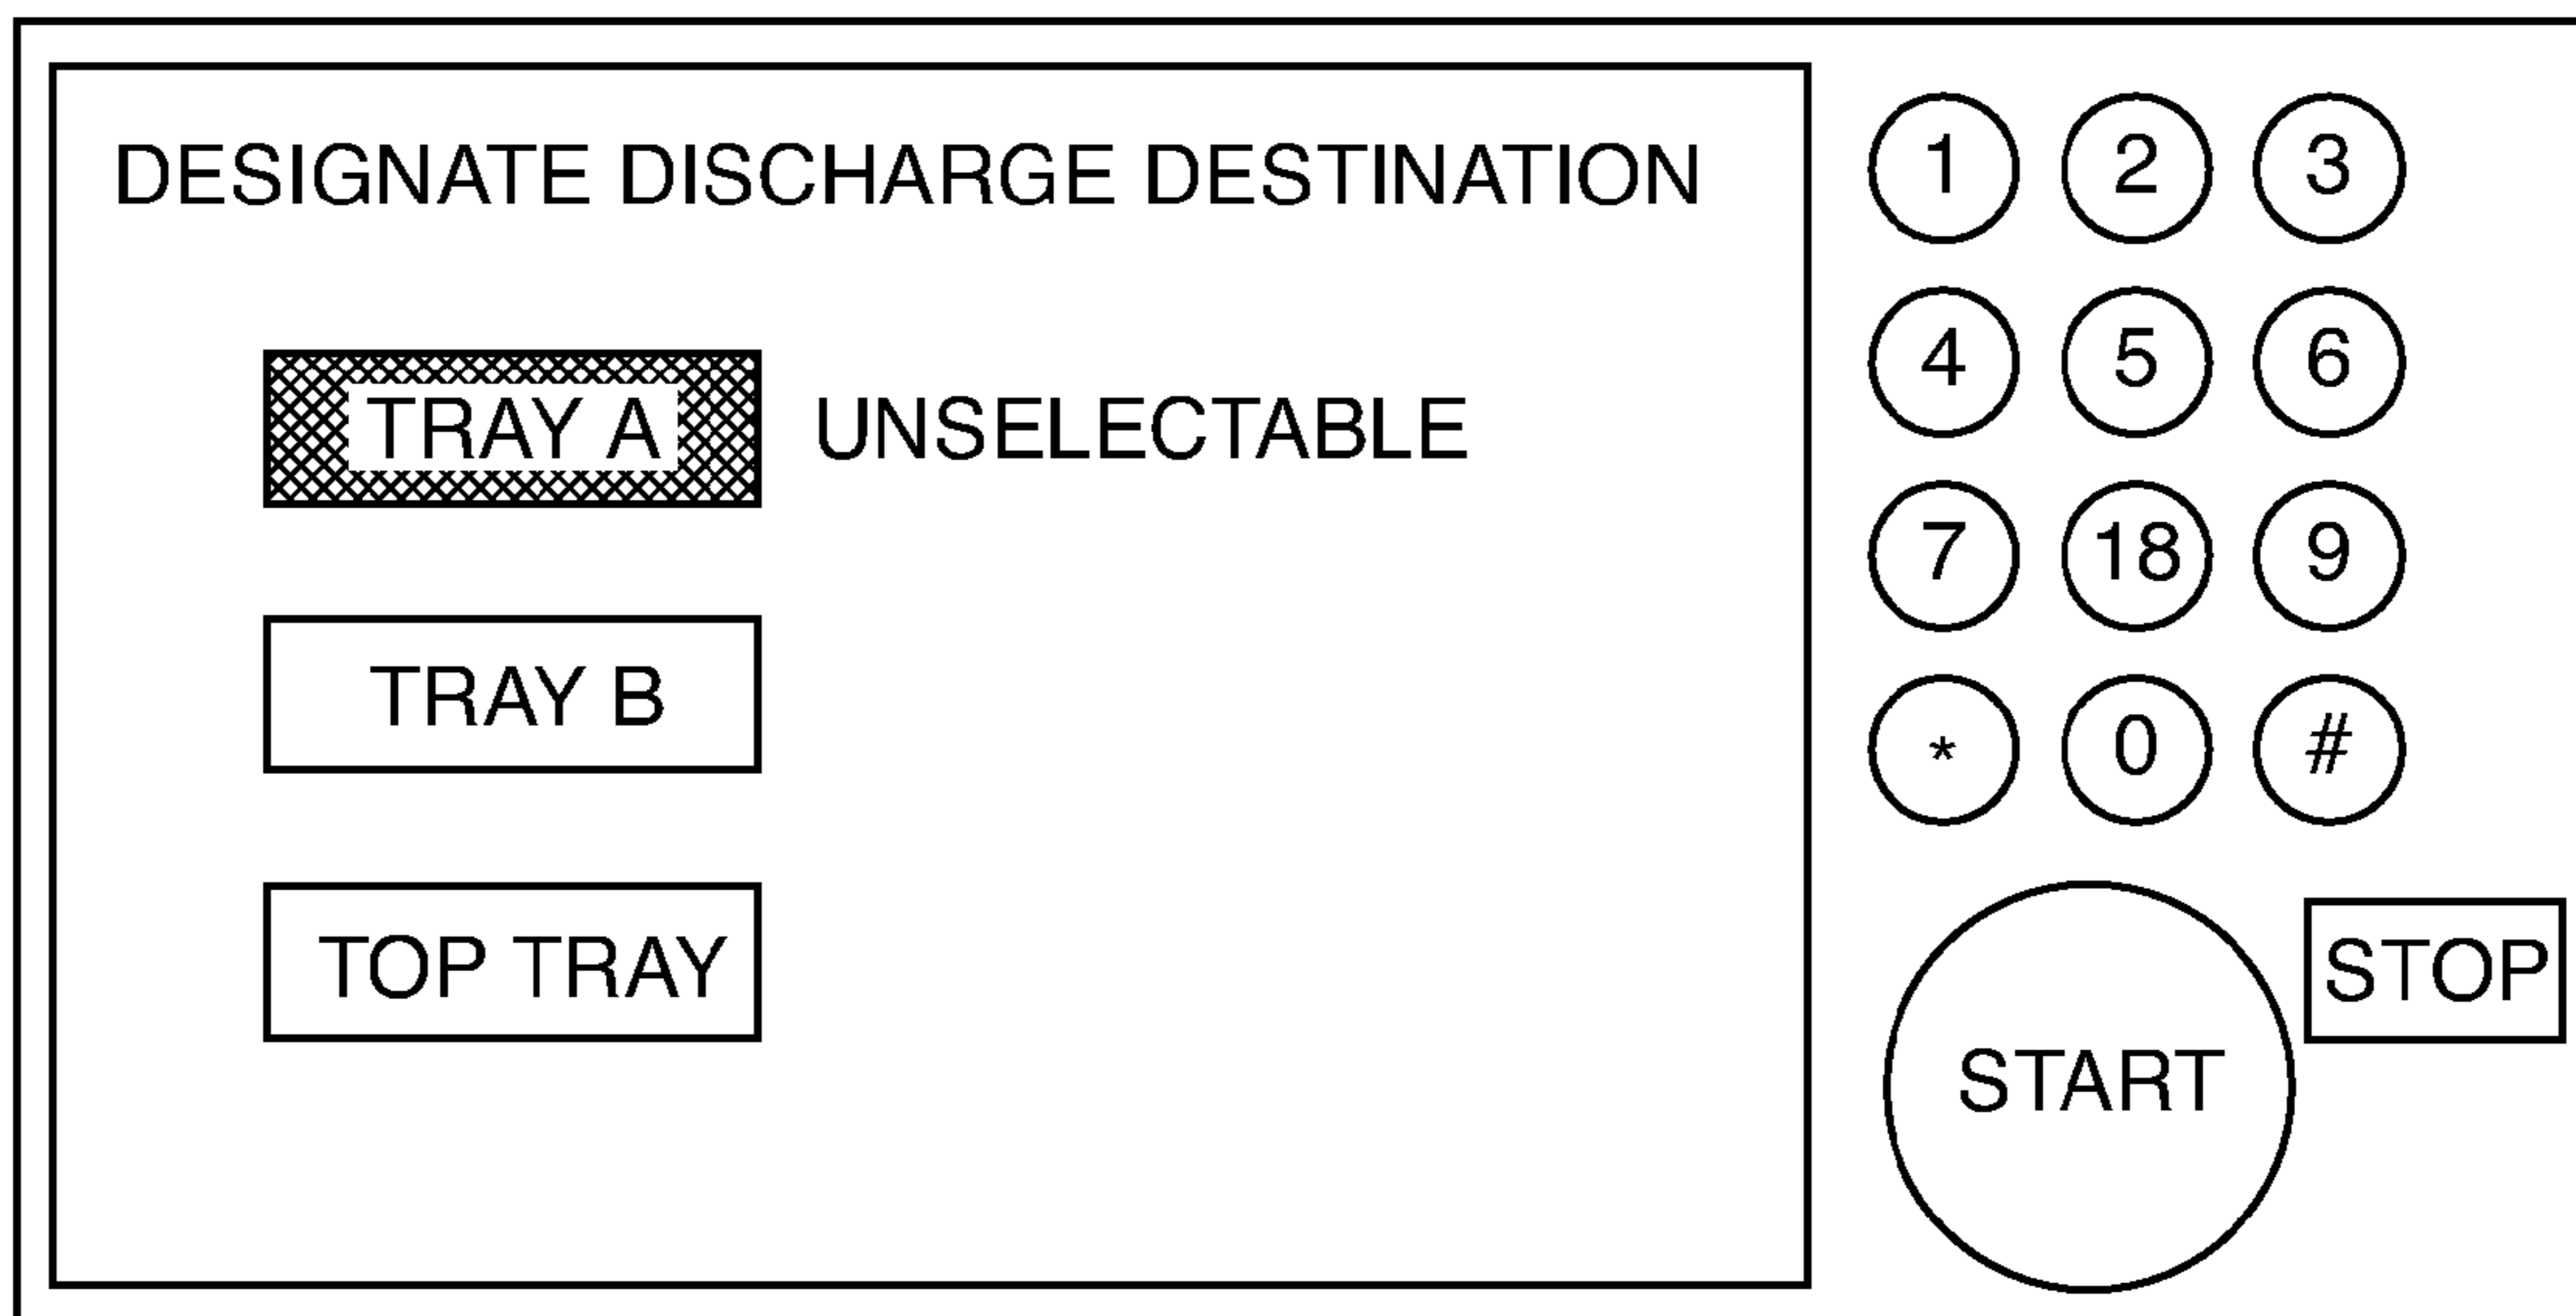 DESIGNATE DISCHARGE DESTINATION
TRAY A UNSELECTABLE
TRAY B
TOP TRAY
1 2 3
4 5 6
7 18 9
* 0 #
START
STOP